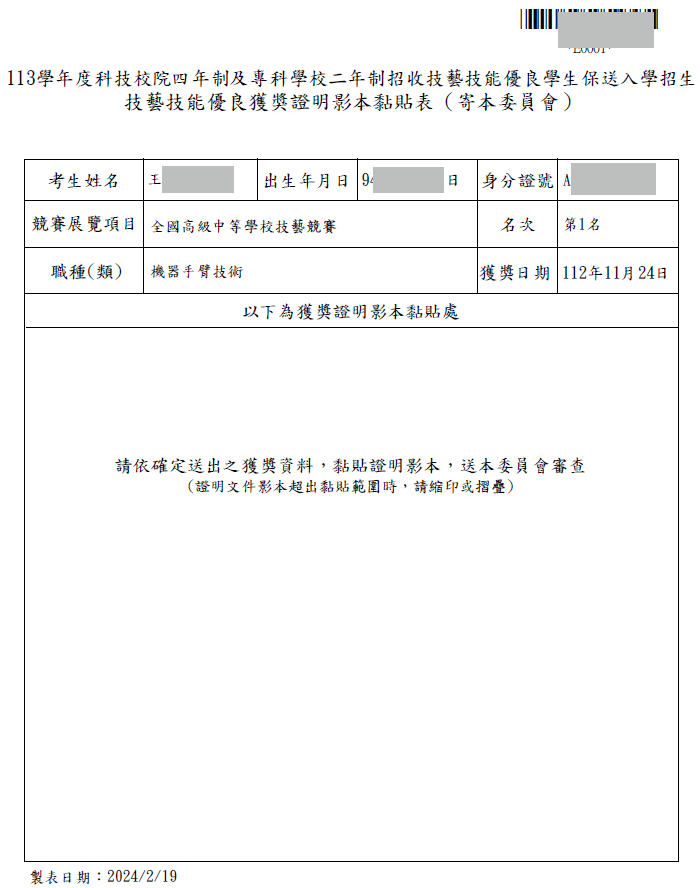 113學年度科技校院四年制及專科學校二年制招收技藝技能優良學生保送入學招生
技藝技能優良獲獎證明影本黏貼表（寄本委員會）
考生姓名 王 出生年月日 94 日 身分證號 A
競賽展覽項目 全國高級中等學校技藝競賽 名次 第1名
職種(類) 機器手臂技術 獲獎日期 112年11月24日
以下為獲獎證明影本黏貼處
請依確定送出之獲獎資料，黏貼證明影本，送本委員會審查
(證明文件影本超出黏貼範圍時，請縮印或摺疊)
製表日期：2024/2/19